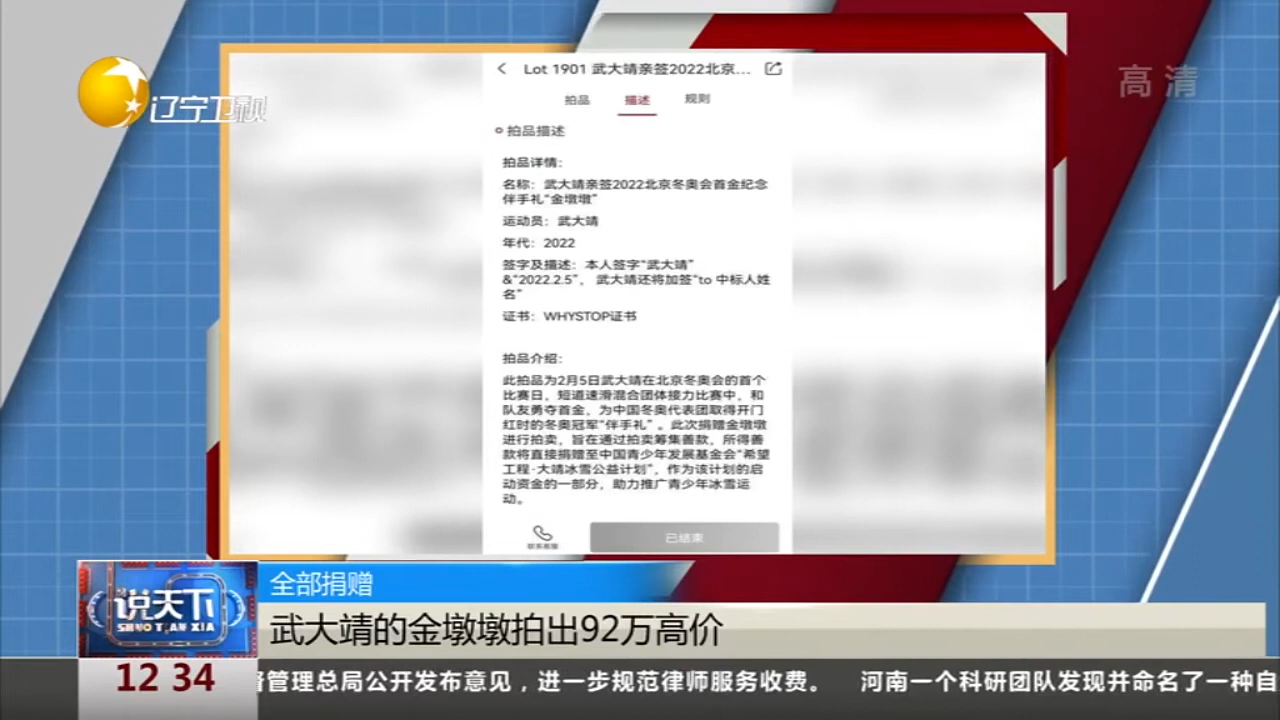 辽宁卫视
高清
Lot 1901 武大靖亲签2022北京...
拍品
描述
规则
拍品描述
拍品详情:
名称: 武大靖亲签2022北京冬奥会首金纪念
伴手礼“金墩墩”
运动员: 武大靖
年代: 2022
签字及描述: 本人签字“武大靖”
&“2022.2.5”, 武大靖还将加签“to 中标人姓
名”
证书: WHYSTOP证书
拍品介绍:
此拍品为2月5日武大靖在北京冬奥会的首个
比赛日, 短道速滑混合团体接力比赛中, 和
队友勇夺首金, 为中国冬奥代表团取得开门
红时的冬奥冠军“伴手礼”。此次捐赠金墩墩
进行拍卖, 旨在通过拍卖筹集善款, 所得善
款将直接捐赠至中国青少年发展基金会“希望
工程·大靖冰雪公益计划”, 作为该计划的启
动资金的一部分, 助力推广青少年冰雪运
动。
联系客服
已结束
全部捐赠
说天下
SHUO TIAN XIA
武大靖的金墩墩拍出92万高价
12 34
管理总局公开发布意见，进一步规范律师服务收费。 河南一个科研团队发现并命名了一种自